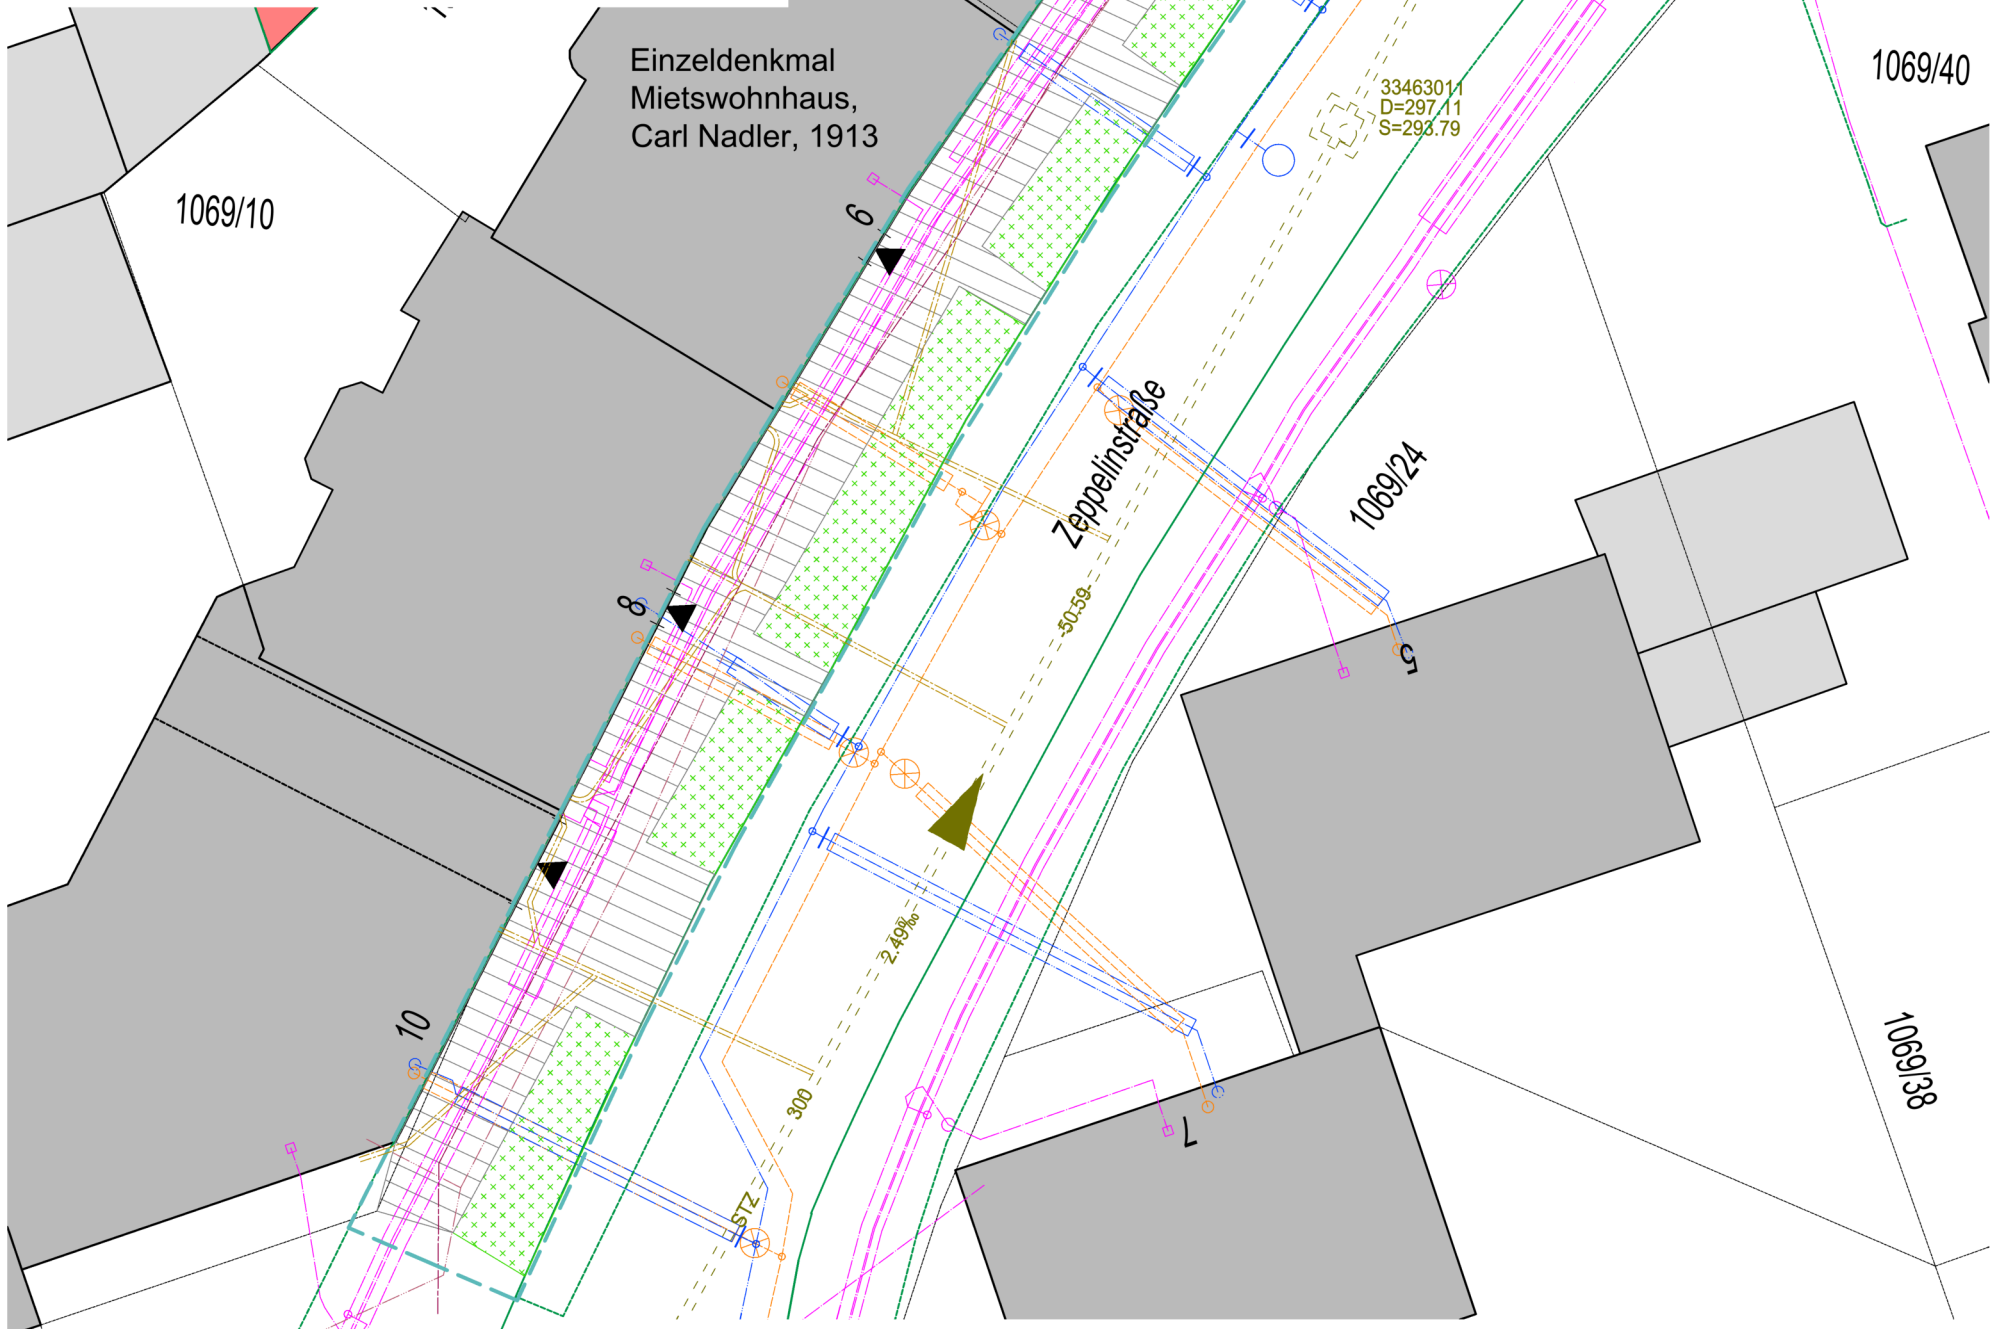 Einzeldenkmal
Mietswohnhaus,
Carl Nadler, 1913
33463011
D=297.11
S=293.79
1069/40
1069/10
6
Zeppelinstraße
1069/24
8
50.59
5
2.49‰
10
300
7
1069/38
STZ